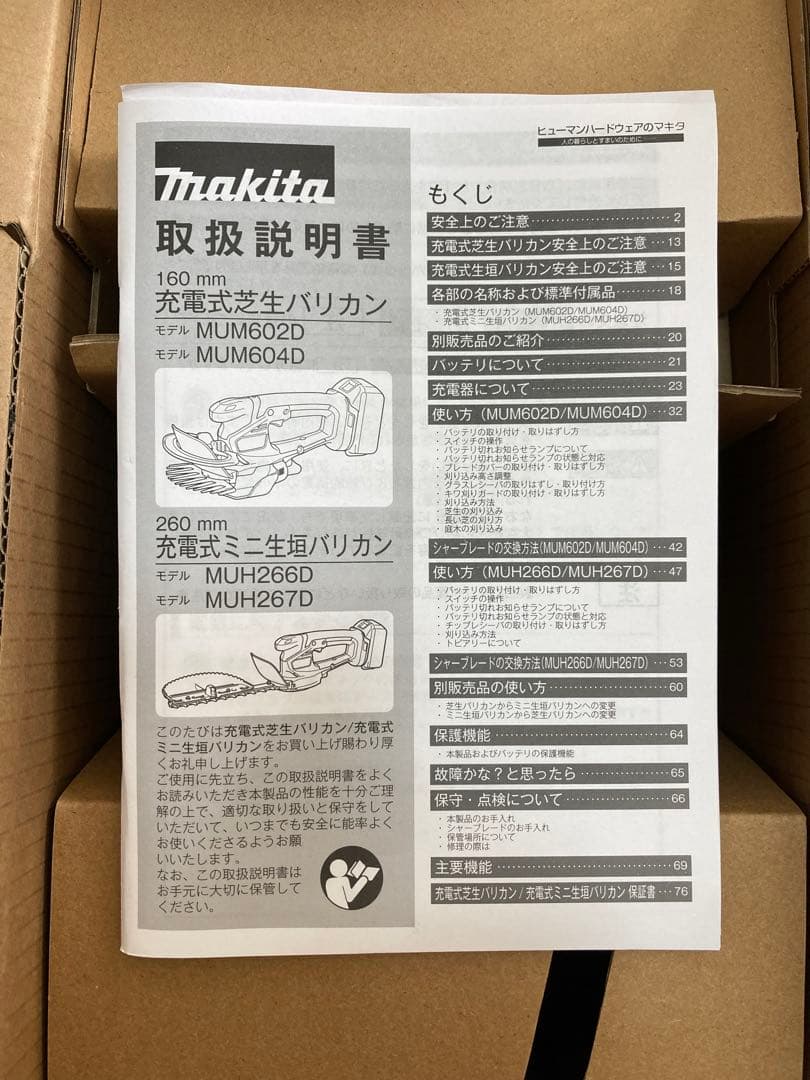 makita
取扱説明書
160 mm
充電式芝生バリカン
モデル MUM602D
モデル MUM604D
260 mm
充電式ミニ生垣バリカン
モデル MUH266D
モデル MUH267D
このたびは充電式芝生バリカン/充電式
ミニ生垣バリカンをお買い上げ賜わり厚
くお礼申し上げます。
ご使用に先立ち、この取扱説明書をよく
お読みいただき本製品の性能を十分ご理
解の上で、適切な取り扱いと保守をして
いただいて、いつまでも安全に能率よく
お使いくださるようお願
いいたします。
なお、この取扱説明書は
お手元に大切に保管して
ください。
ヒューマンハードウェアのマキタ
人の暮らしとすまいのために
もくじ
安全上のご注意 2
充電式芝生バリカン安全上のご注意 13
充電式生垣バリカン安全上のご注意 15
各部の名称および標準付属品 18
・充電式芝生バリカン（MUM602D/MUM604D）
・充電式ミニ生垣バリカン（MUH266D/MUH267D）
別販売品のご紹介 20
バッテリについて 21
充電器について 23
使い方（MUM602D/MUM604D） 32
・バッテリの取り付け・取りはずし方
・スイッチの操作
・バッテリ切れお知らせランプについて
・バッテリ切れお知らせランプの状態と対応
・ブレードカバーの取り付け・取りはずし方
・刈り込み高さ調整
・グラスレシーバの取りはずし・取り付け方
・キワ刈りガードの取り付け・取りはずし方
・刈り込み方法
・芝生の刈り込み
・長い芝の刈り方
・庭木の刈り込み
シャーブレードの交換方法(MUM602D/MUM604D) 42
使い方（MUH266D/MUH267D） 47
・バッテリの取り付け・取りはずし方
・スイッチの操作
・バッテリ切れお知らせランプについて
・バッテリ切れお知らせランプの状態と対応
・チップレシーバの取り付け・取りはずし方
・刈り込み方法
・トピアリーについて
シャーブレードの交換方法(MUH266D/MUH267D) 53
別販売品の使い方 60
・芝生バリカンからミニ生垣バリカンへの変更
・ミニ生垣バリカンから芝生バリカンへの変更
保護機能 64
・本製品およびバッテリの保護機能
故障かな？と思ったら 65
保守・点検について 66
・本製品のお手入れ
・シャーブレードのお手入れ
・保管場所について
・修理の際は
主要機能 69
充電式芝生バリカン / 充電式ミニ生垣バリカン 保証書 76